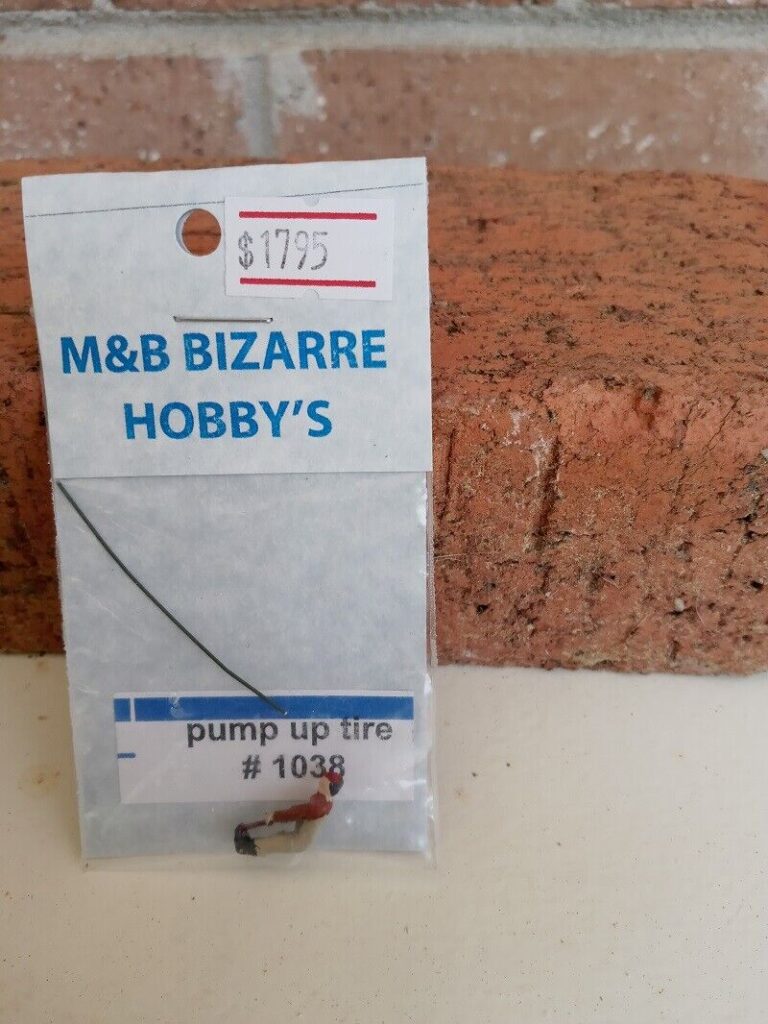 $1795
M&B BIZARRE
HOBBY'S
pump up tire
# 1038